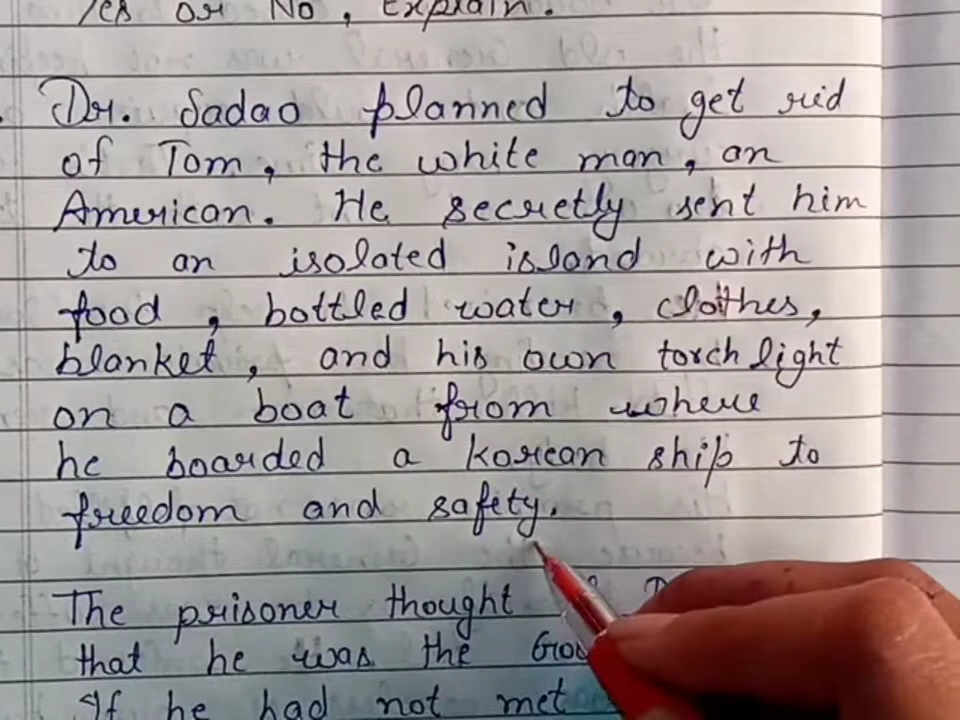 Yes or No, Explain.
Dr. Sadao planned to get rid
of Tom, the white man, an
American. He secretly sent him
to an isolated island with
food, bottled water, clothes,
blanket, and his own torch light
on a boat from where
he boarded a Korean ship to
freedom and safety.
The prisoner thought
that he was the
If he had not met